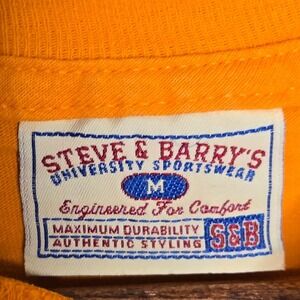 STEVE & BARRY'S
UNIVERSITY SPORTSWEAR
M
Engineered For Comfort
MAXIMUM DURABILITY
AUTHENTIC STYLING
S&B